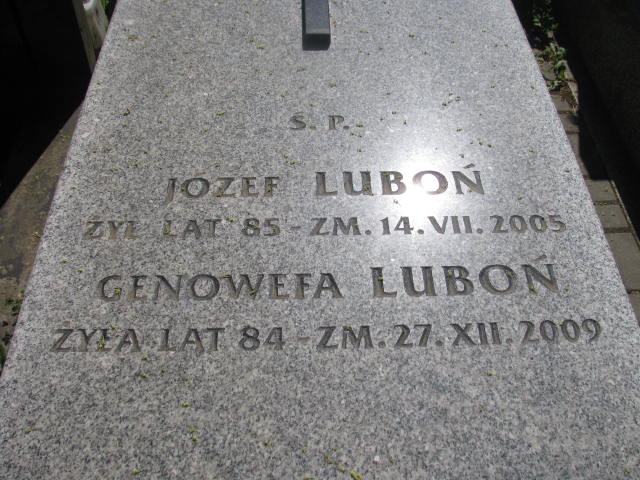 Ś. P.
JÓZEF LUBOŃ
ŻYŁ LAT 85 - ZM. 14. VII. 2005
GENOWEFA LUBOŃ
ŻYŁA LAT 84 - ZM. 27. XII. 2009